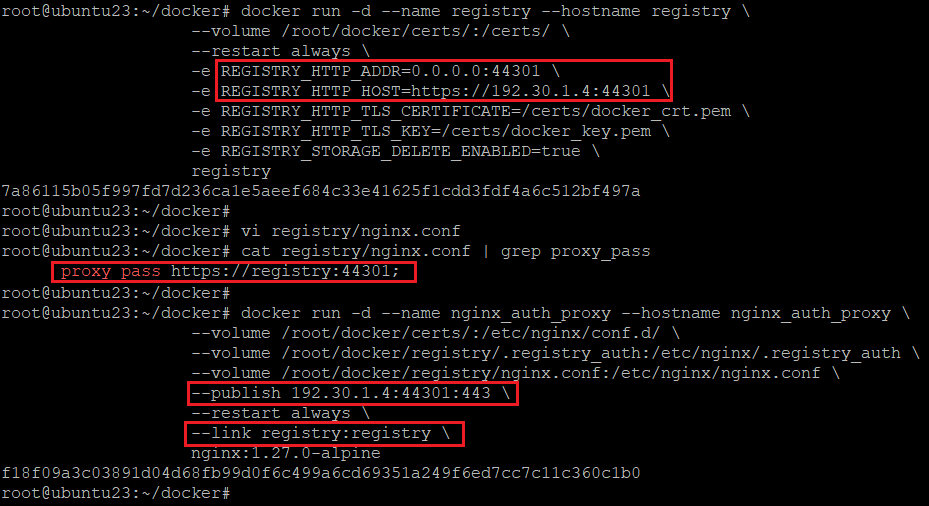 root@ubuntu23:~/docker# docker run -d --name registry --hostname registry \
--volume /root/docker/certs/:/certs/ \
--restart always \
-e REGISTRY_HTTP_ADDR=0.0.0.0:44301 \
-e REGISTRY_HTTP_HOST=https://192.30.1.4:44301 \
-e REGISTRY_HTTP_TLS_CERTIFICATE=/certs/docker_crt.pem \
-e REGISTRY_HTTP_TLS_KEY=/certs/docker_key.pem \
-e REGISTRY_STORAGE_DELETE_ENABLED=true \
registry
7a86115b05f997fd7d236ca1e5aeef684c33e41625f1cdd3fdf4a6c512bf497a
root@ubuntu23:~/docker#
root@ubuntu23:~/docker# vi registry/nginx.conf
root@ubuntu23:~/docker# cat registry/nginx.conf | grep proxy_pass
proxy_pass https://registry:44301;
root@ubuntu23:~/docker#
root@ubuntu23:~/docker# docker run -d --name nginx_auth_proxy --hostname nginx_auth_proxy \
--volume /root/docker/certs/:/etc/nginx/conf.d/ \
--volume /root/docker/registry/.registry_auth:/etc/nginx/.registry_auth \
--volume /root/docker/registry/nginx.conf:/etc/nginx/nginx.conf \
--publish 192.30.1.4:44301:443 \
--restart always \
--link registry:registry \
nginx:1.27.0-alpine
f18f09a3c03891d04d68fb99d0f6c499a6cd69351a249f6ed7cc7c11c360c1b0
root@ubuntu23:~/docker#